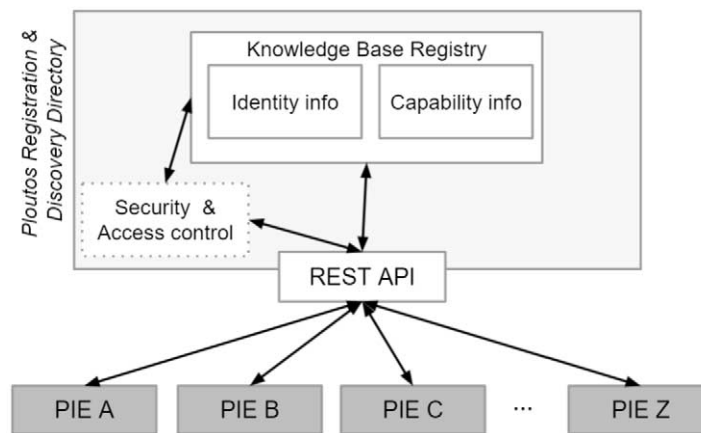 Ploutos Registration &
Discovery Directory
Knowledge Base Registry
Identity info
Capability info
Security & 
Access control
REST API
PIE A
PIE B
PIE C
...
PIE Z